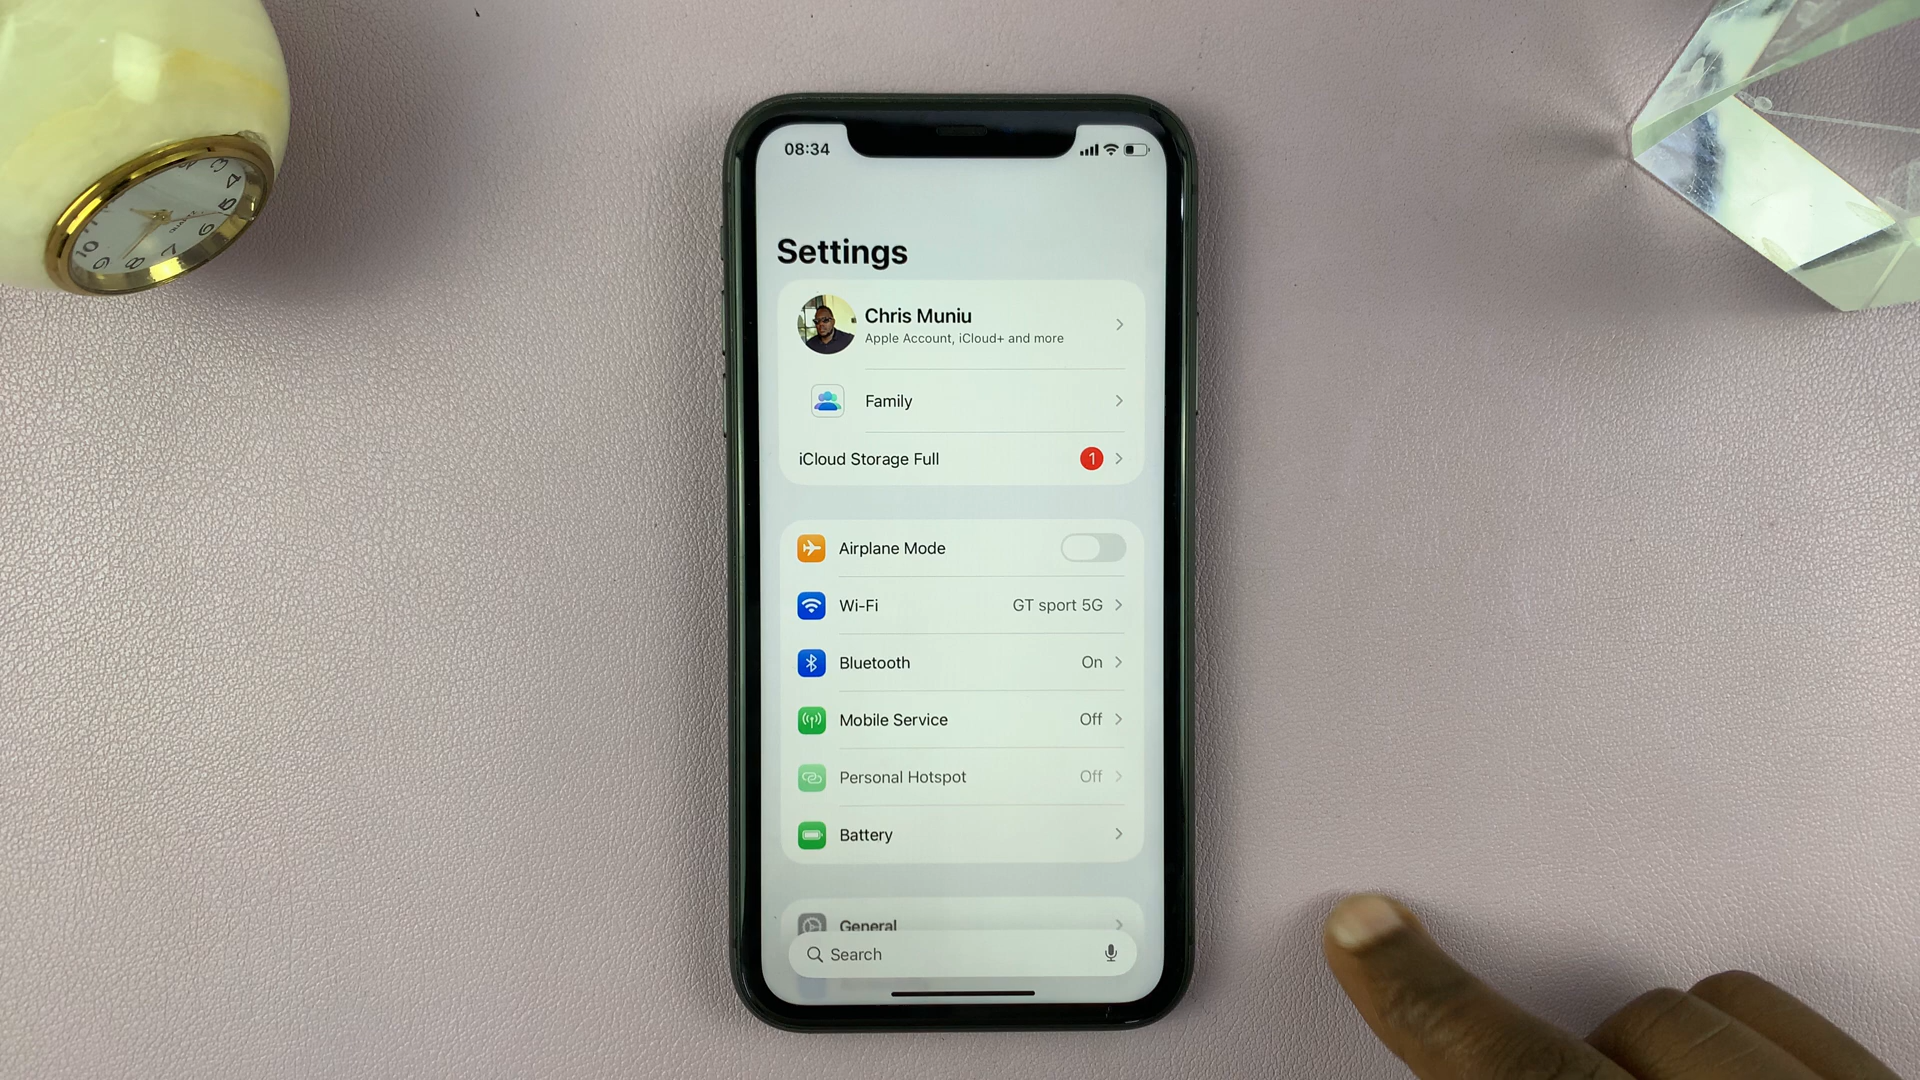 08:34
Settings
Chris Muniu
Apple Account, iCloud+ and more
Family
iCloud Storage Full 1
Airplane Mode
Wi-Fi GT sport 5G
Bluetooth On
Mobile Service Off
Personal Hotspot Off
Battery
General
Search